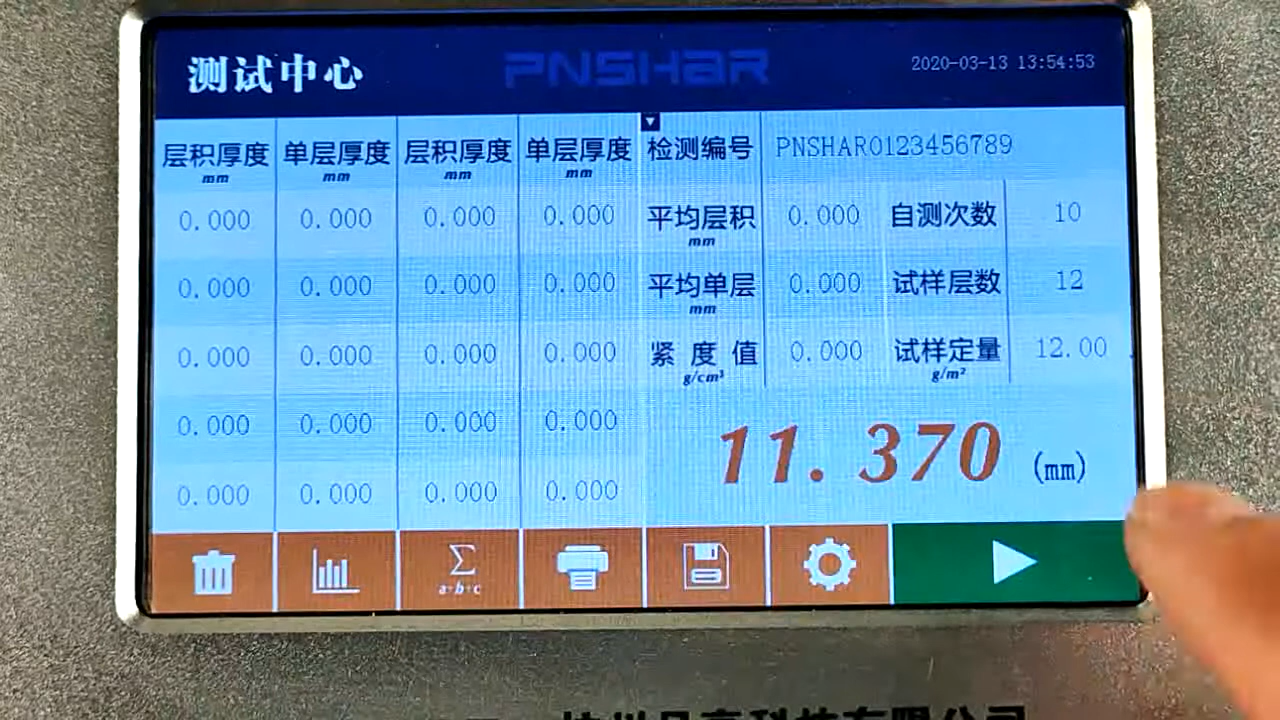 测试中心 PNSHAR 2020-03-13 13:54:53
层积厚度 单层厚度 层积厚度 单层厚度 检测编号 PNSHAR0123456789
mm mm mm mm
0.000 0.000 0.000 0.000 平均层积 0.000 自测次数 10
mm
0.000 0.000 0.000 0.000 平均单层 0.000 试样层数 12
mm
0.000 0.000 0.000 0.000 紧度值 0.000 试样定量 12.00
g/cm³ g/m²
0.000 0.000 0.000 0.000
11.370 (mm)
0.000 0.000 0.000 0.000
Σ
a+b+c
科技有限公司